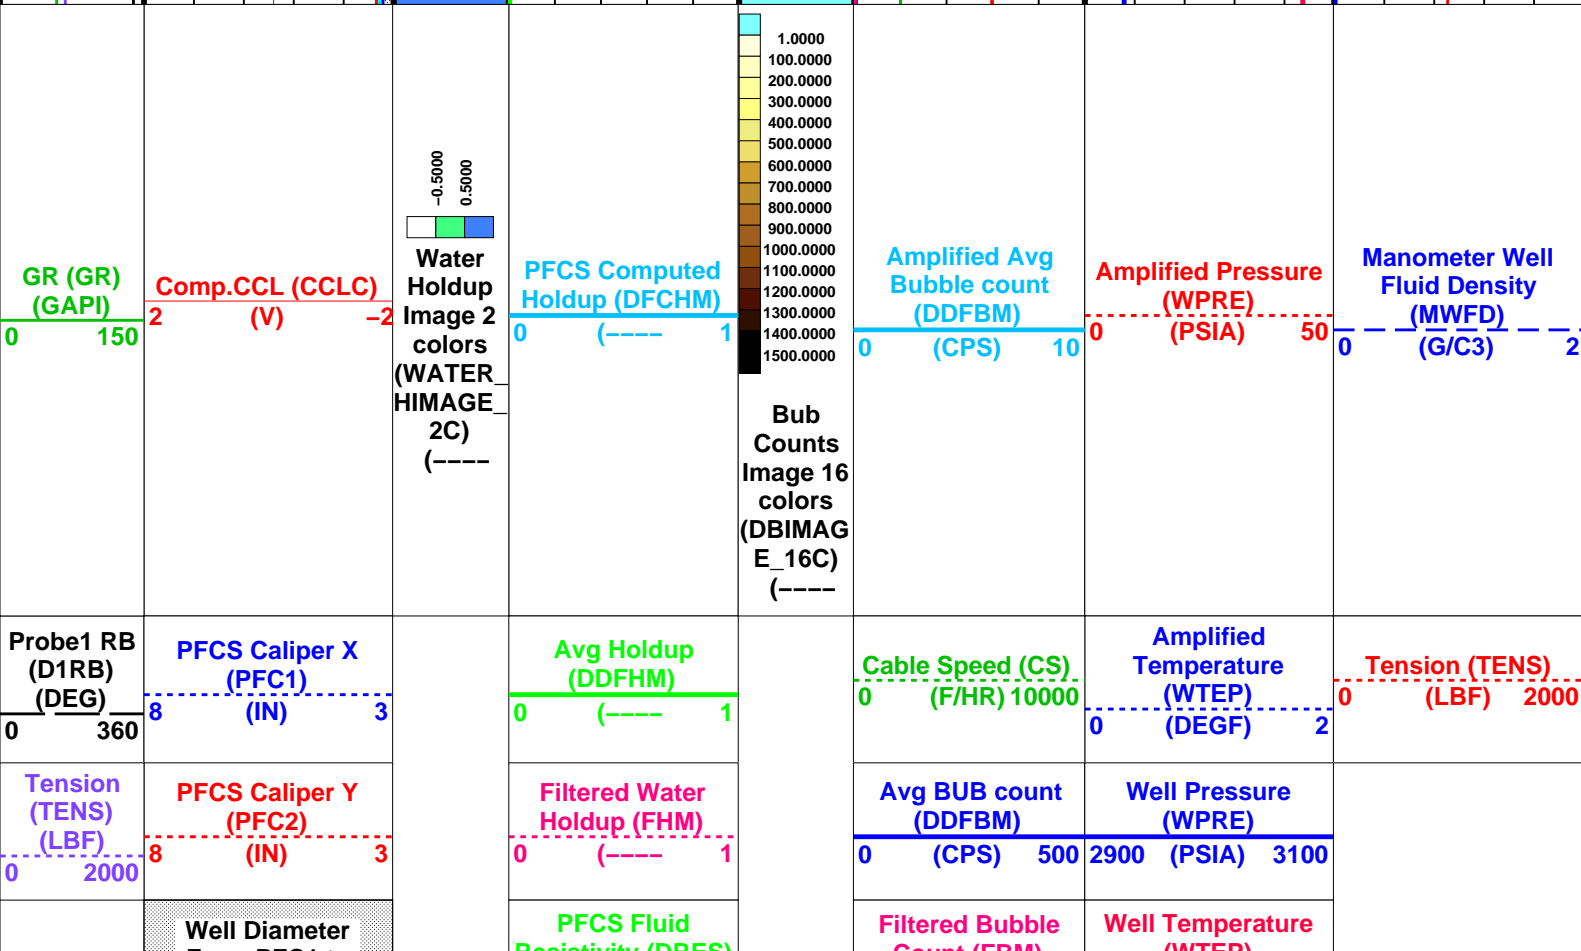 GR (GR)
(GAPI)
0 150
Comp.CCL (CCLC)
2 (V) −2
−0.5000
0.5000
Water
Holdup
Image 2
colors
(WATER_
HIMAGE_
2C)
(−−−−
PFCS Computed
Holdup (DFCHM)
0 (−−−− 1
1.0000
100.0000
200.0000
300.0000
400.0000
500.0000
600.0000
700.0000
800.0000
900.0000
1000.0000
1100.0000
1200.0000
1300.0000
1400.0000
1500.0000
Bub
Counts
Image 16
colors
(DBIMAG
E_16C)
(−−−−
Amplified Avg
Bubble count
(DDFBM)
0 (CPS) 10
Amplified Pressure
(WPRE)
0 (PSIA) 50
Manometer Well
Fluid Density
(MWFD)
0 (G/C3) 2
Probe1 RB
(D1RB)
(DEG)
0 360
PFCS Caliper X
(PFC1)
8 (IN) 3
Avg Holdup
(DDFHM)
0 (−−−− 1
Cable Speed (CS)
0 (F/HR) 10000
Amplified
Temperature
(WTEP)
0 (DEGF) 2
Tension (TENS)
0 (LBF) 2000
Tension
(TENS)
(LBF)
0 2000
PFCS Caliper Y
(PFC2)
8 (IN) 3
Filtered Water
Holdup (FHM)
0 (−−−− 1
Avg BUB count
(DDFBM)
0 (CPS) 500
Well Pressure
(WPRE)
2900 (PSIA) 3100
Well Diameter
PFCS Fluid
Resistivity (DRES)
Filtered Bubble
Count (FBM)
Well Temperature
(WTEP)